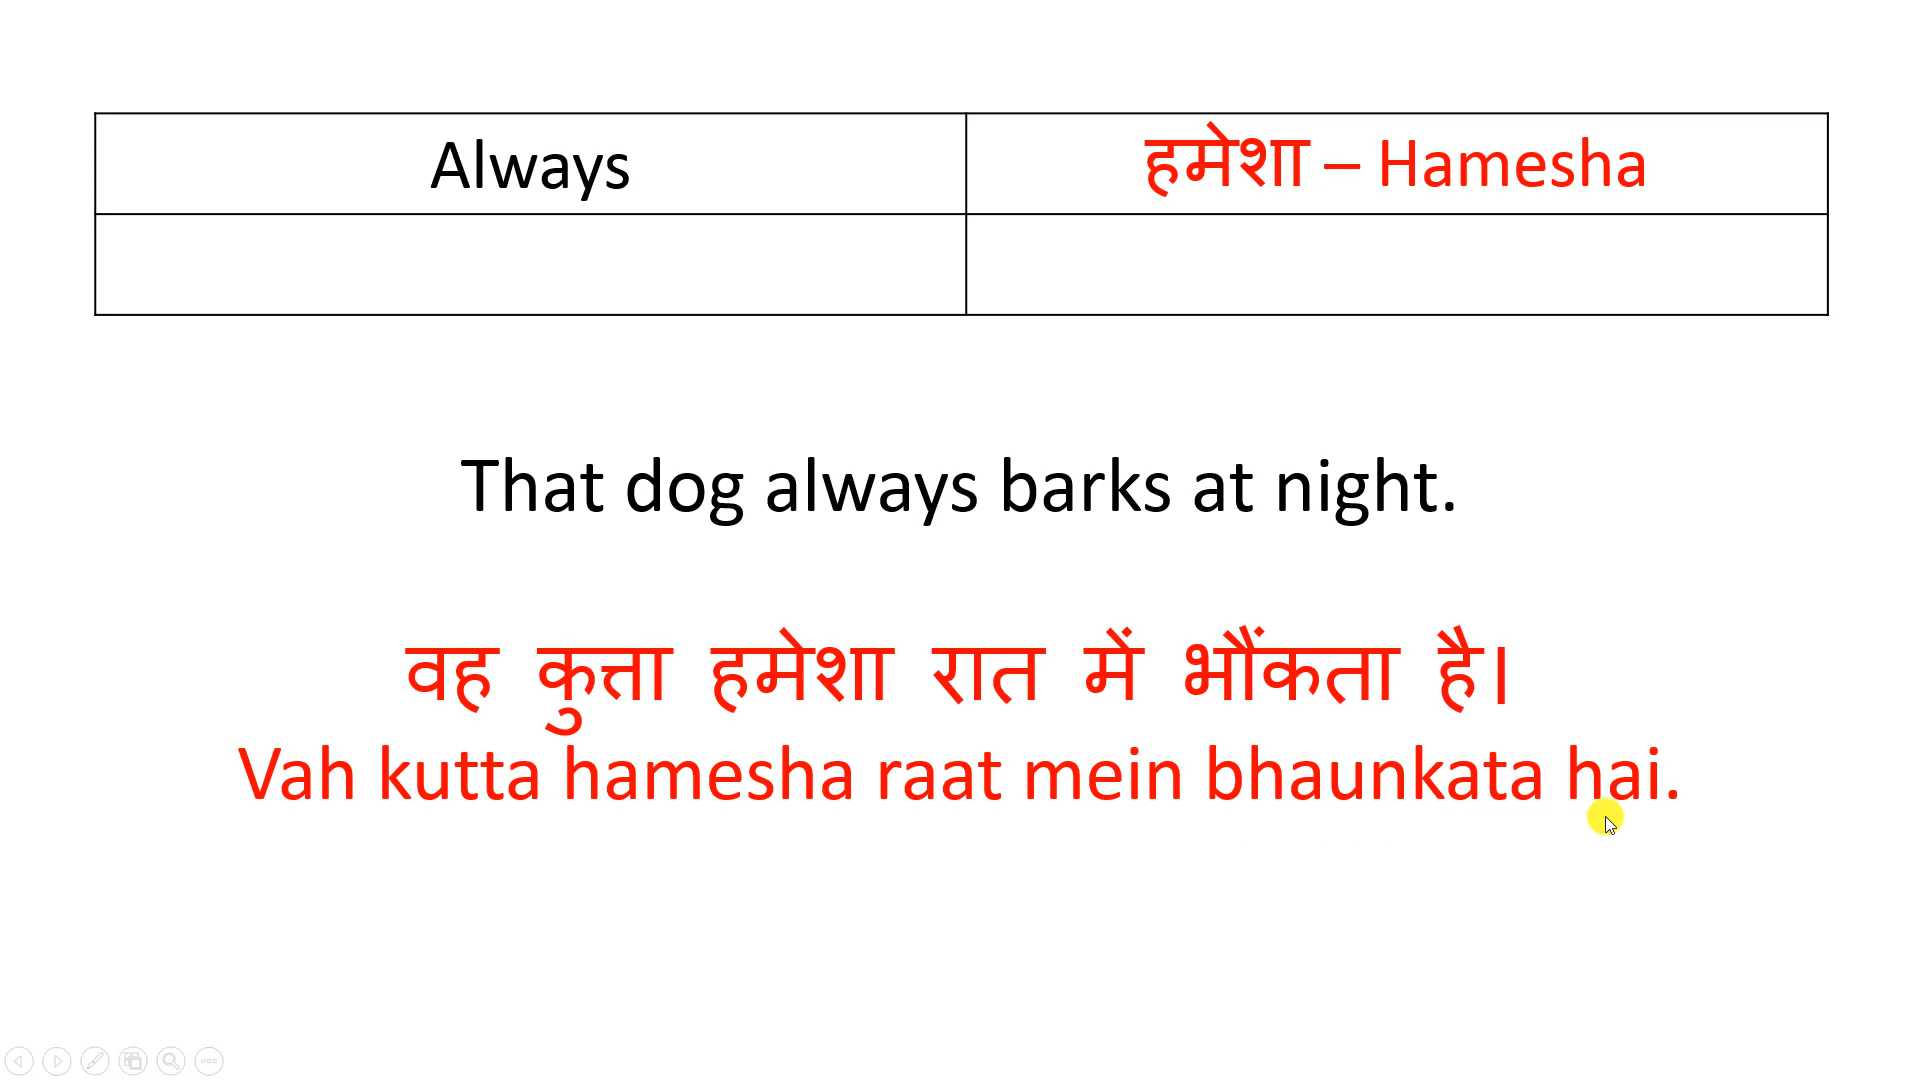 Always
हमेशा – Hamesha
That dog always barks at night.
वह कुत्ता हमेशा रात में भौंकता है।
Vah kutta hamesha raat mein bhaunkata hai.